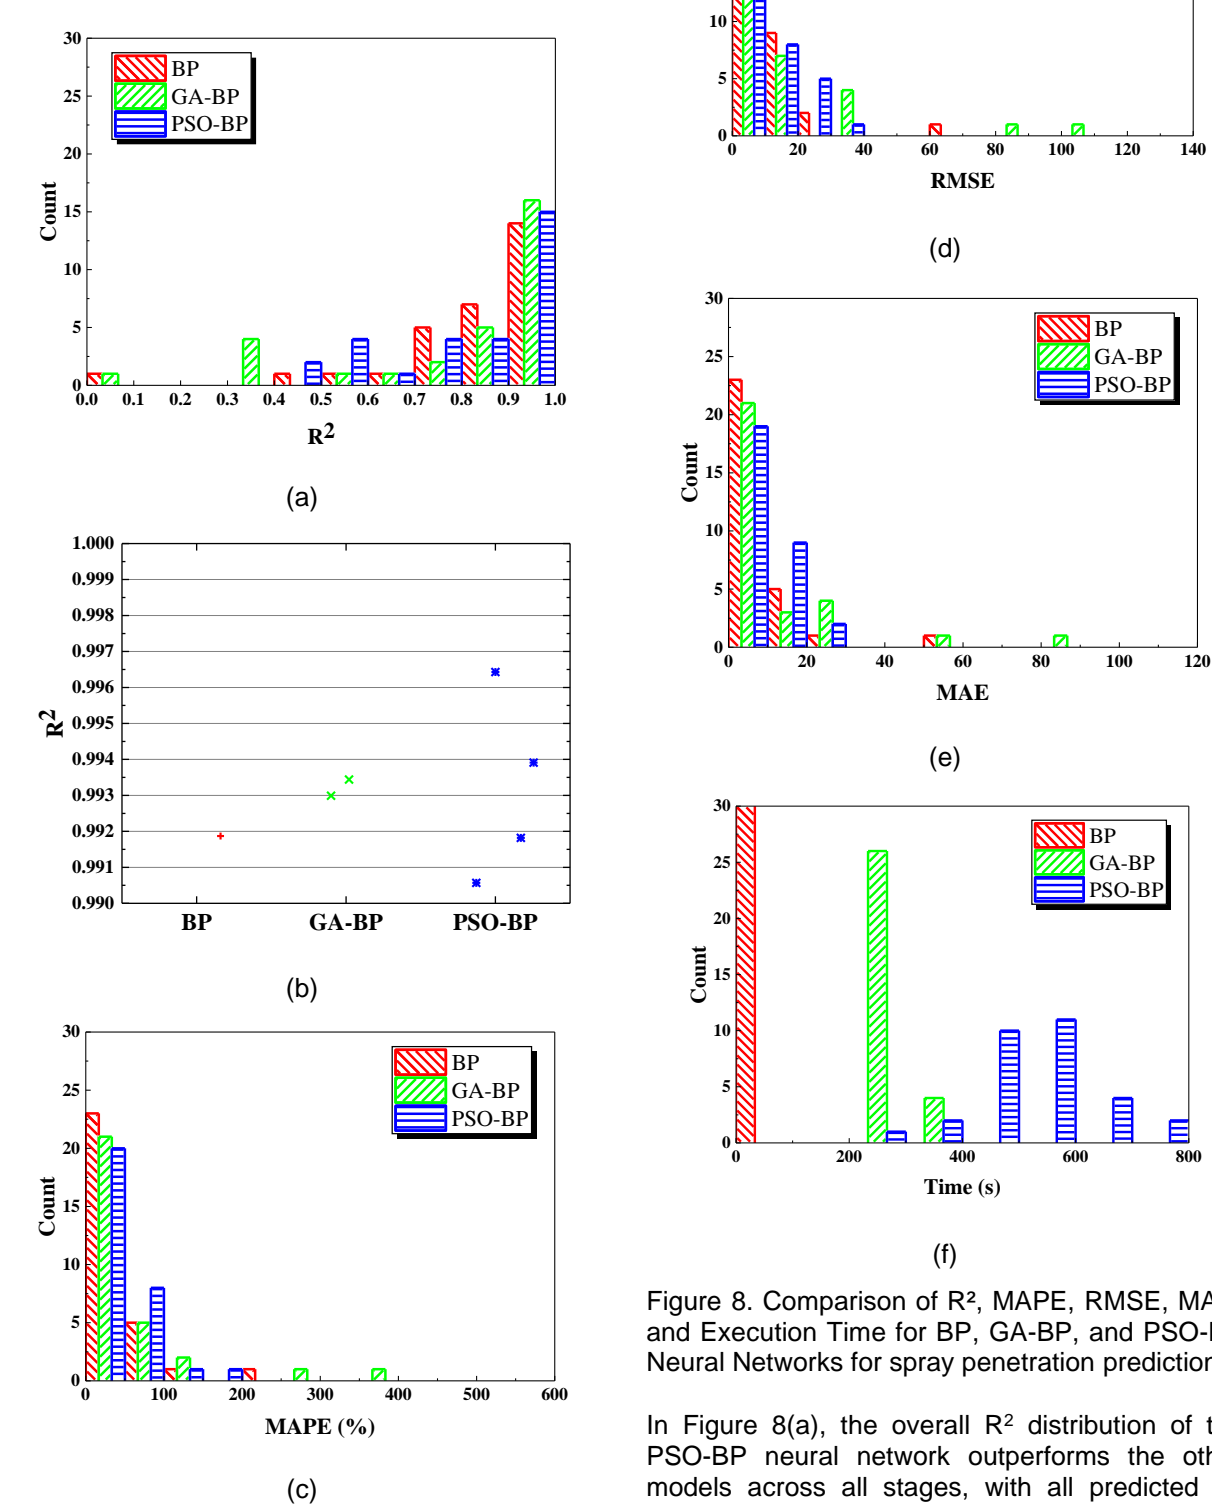 30
25
20
15
10
5
0
Count
BP
GA-BP
PSO-BP
0.0 0.1 0.2 0.3 0.4 0.5 0.6 0.7 0.8 0.9 1.0
R2
(a)
1.000
0.999
0.998
0.997
0.996
0.995
0.994
0.993
0.992
0.991
0.990
R2
BP GA-BP PSO-BP
(b)
30
25
20
15
10
5
0
Count
BP
GA-BP
PSO-BP
0 100 200 300 400 500 600
MAPE (%)
(c)
10
5
0
0 20 40 60 80 100 120 140
RMSE
(d)
30
25
20
15
10
5
0
Count
BP
GA-BP
PSO-BP
0 20 40 60 80 100 120
MAE
(e)
30
25
20
15
10
5
0
Count
BP
GA-BP
PSO-BP
0 200 400 600 800
Time (s)
(f)
Figure 8. Comparison of R², MAPE, RMSE,
and Execution Time for BP, GA-BP, and
Neural Networks for spray penetration prediction
In Figure 8(a), the overall R2 distribution of
PSO-BP neural network outperforms the
models across all stages, with all predicted